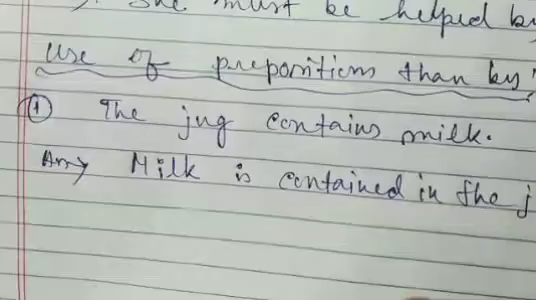 She must be helped by
use of prepositions than by
① The jug contains milk.
Any Milk is contained in the j